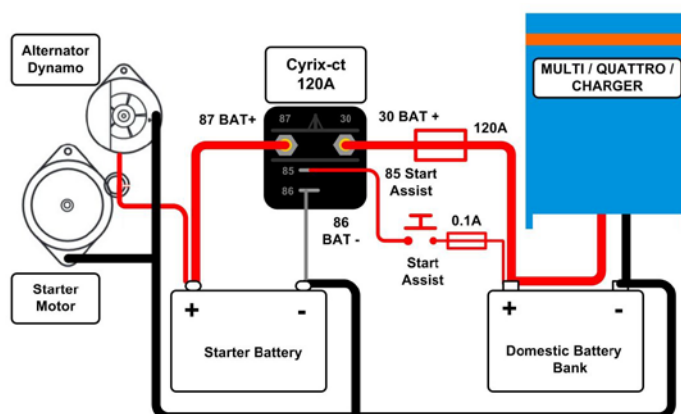 Alternator
Dynamo
Cyrix-ct
120A
MULTI / QUATTRO /
CHARGER
87 BAT+
87
30
30 BAT +
120A
85
86
85 Start
Assist
86
BAT -
0.1A
Start
Assist
Starter
Motor
+
-
Starter Battery
+
-
Domestic Battery
Bank